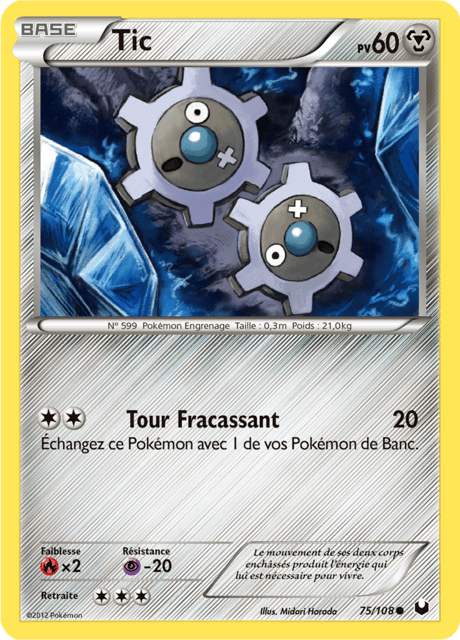 BASE
Tic
PV60
N° 599 Pokémon Engrenage Taille : 0,3m Poids : 21,0kg
Tour Fracassant 20
Échangez ce Pokémon avec 1 de vos Pokémon de Banc.
Faiblesse Résistance
×2 -20
Retraite
Le mouvement de ses deux corps
enchâssés produit l'énergie qui
lui est nécessaire pour vivre.
©2012 Pokémon Illus. Midori Harada 75/108